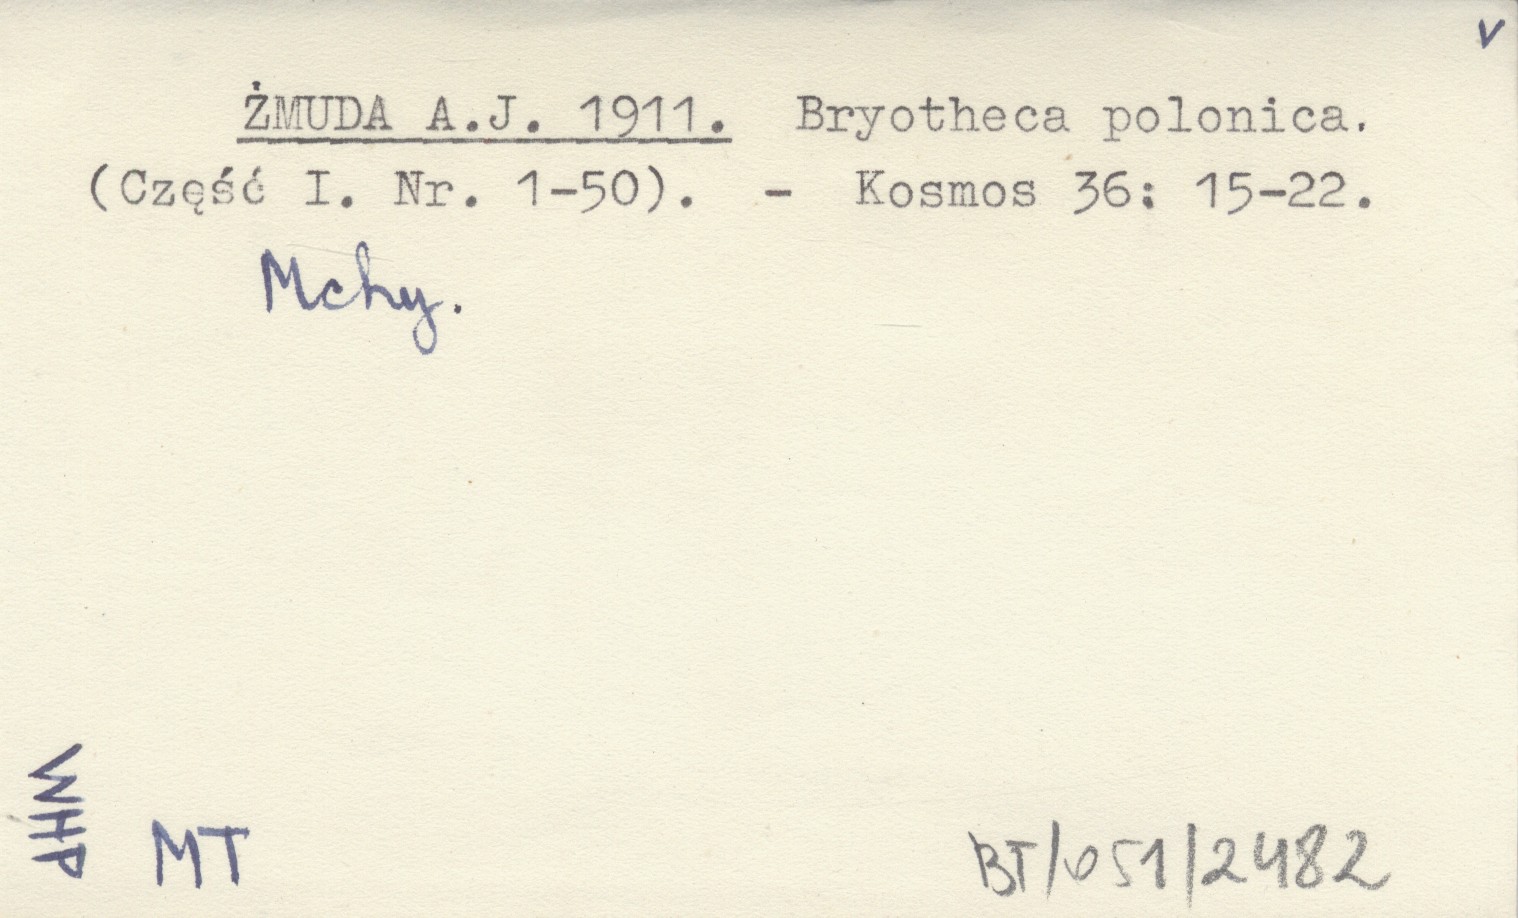 v
ŻMUDA A.J. 1911. Bryotheca polonica.
(Część I. Nr. 1-50). - Kosmos 36: 15-22.
Mchy.
WHP
MT
BT/051/2482